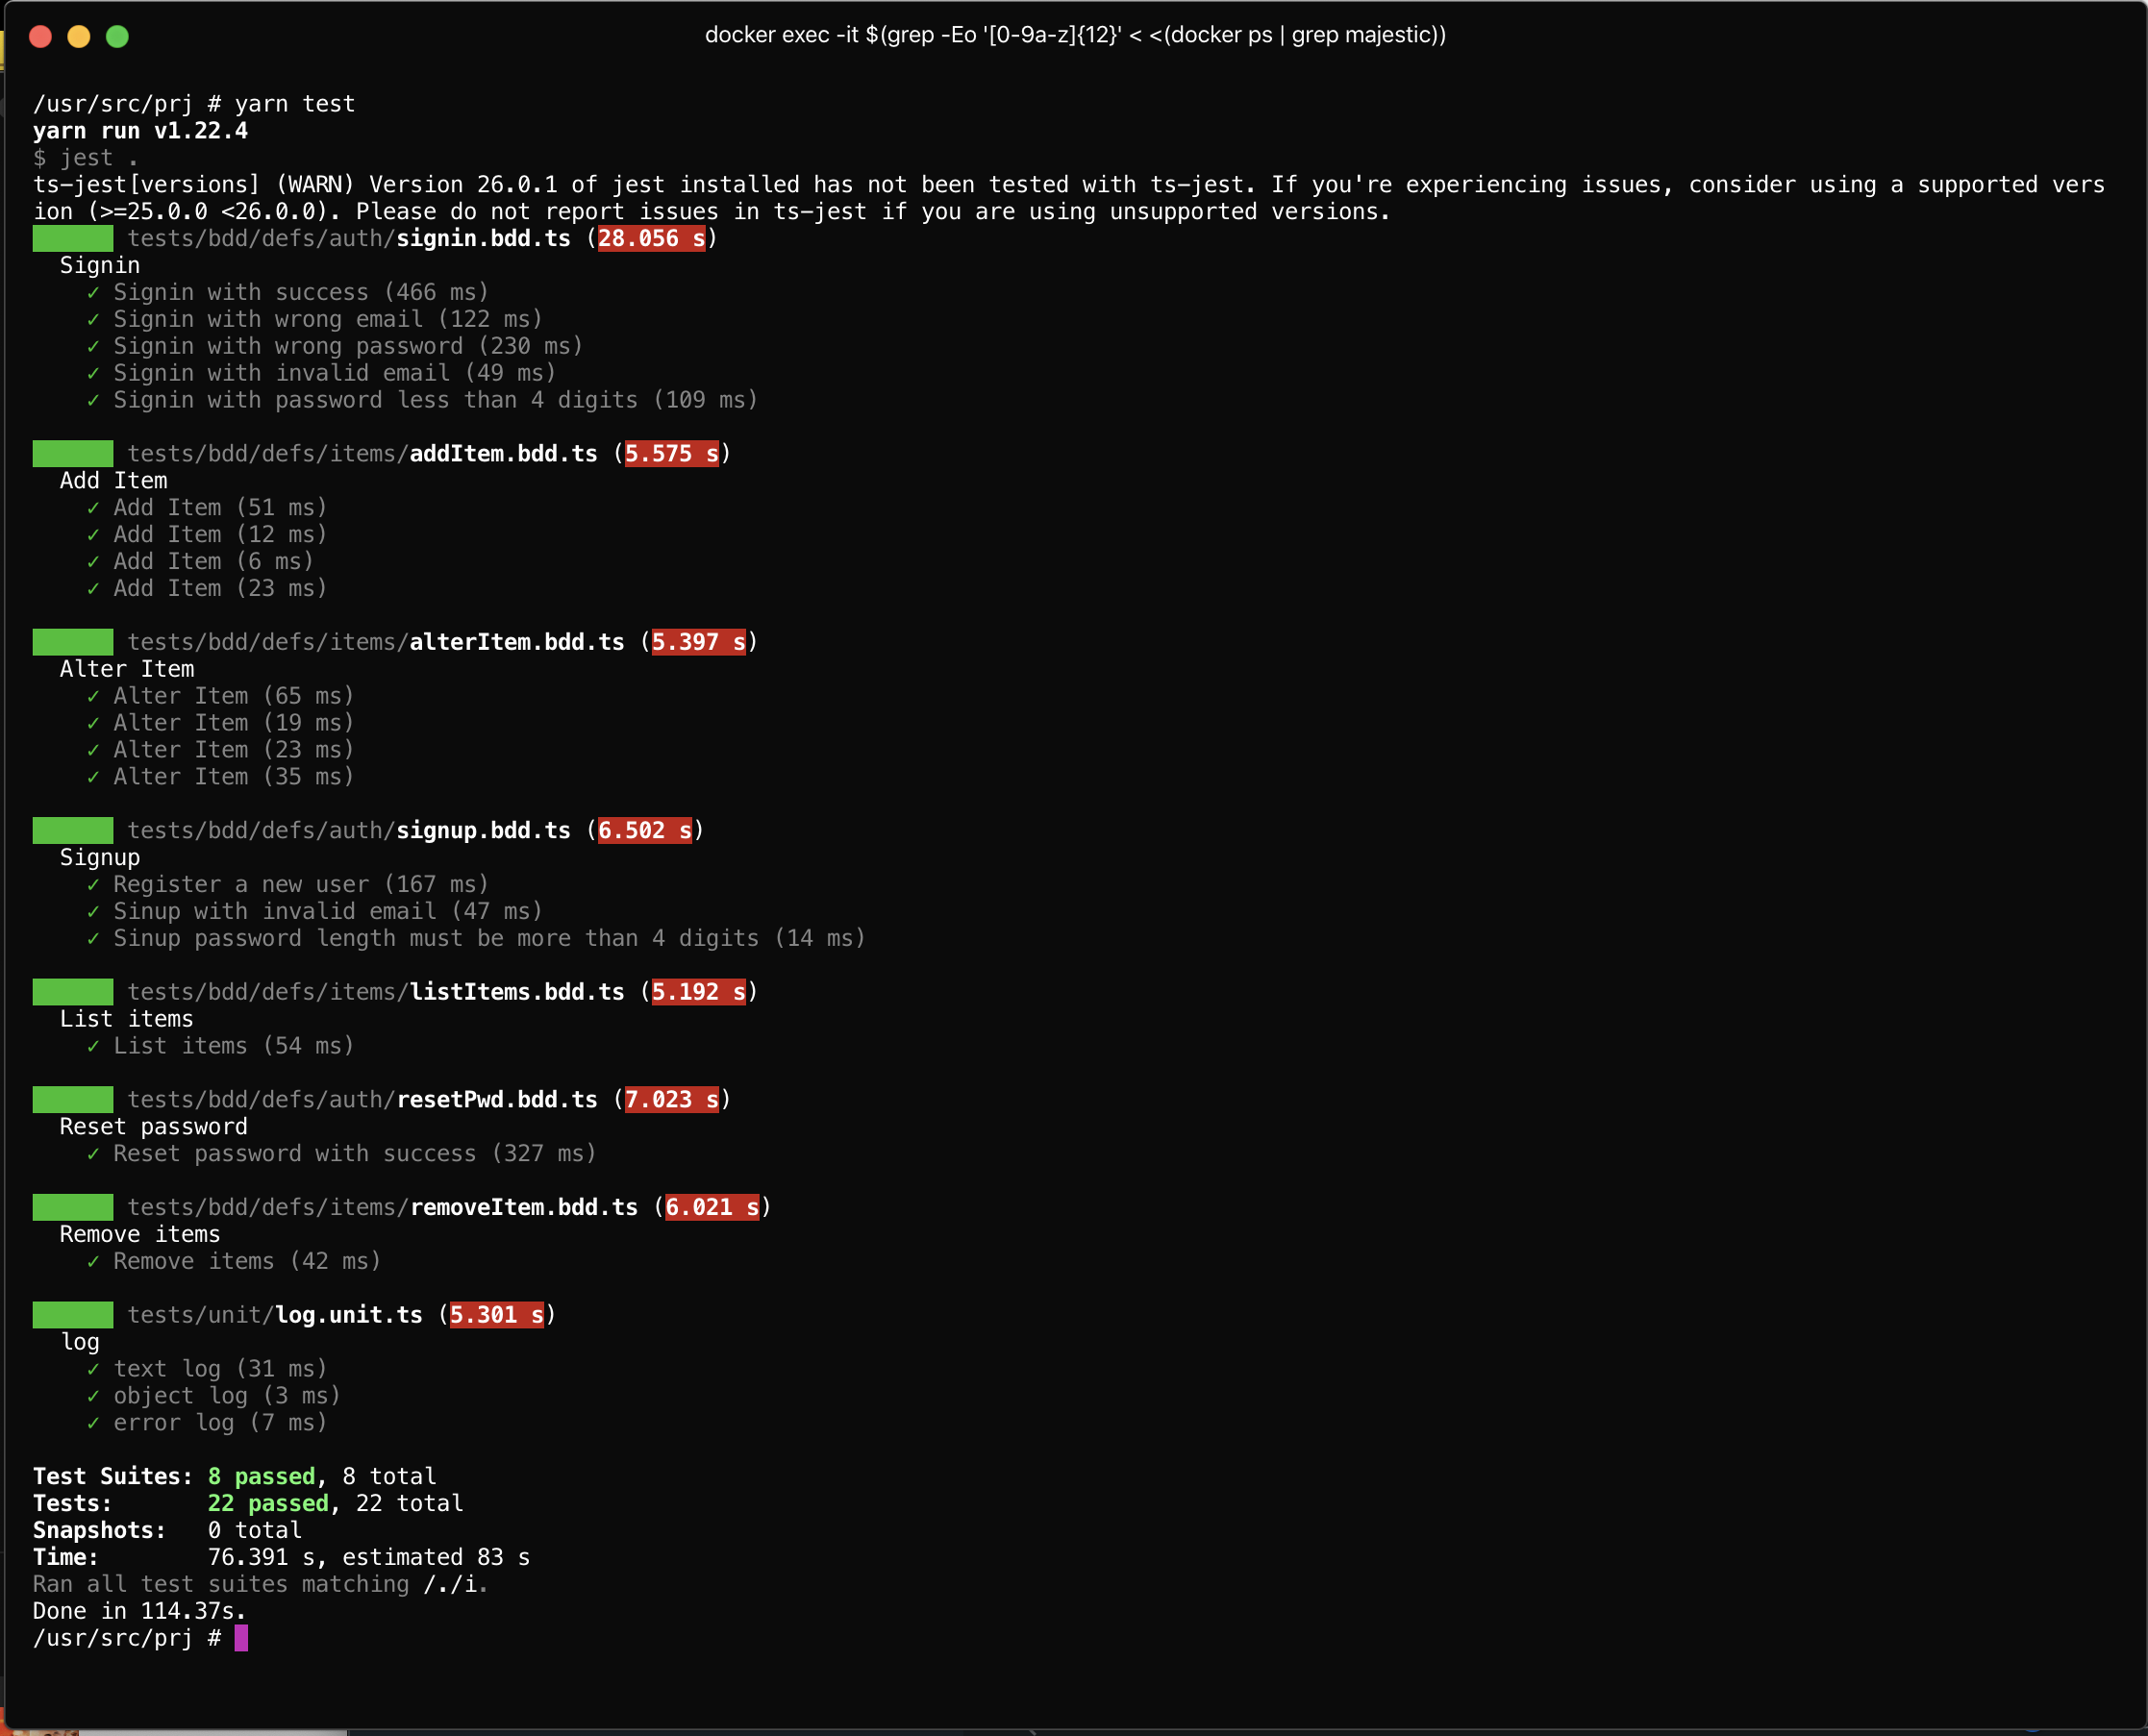 docker exec -it $(grep -Eo '[0-9a-z]{12}' < <(docker ps | grep majestic))
/usr/src/prj # yarn test
yarn run v1.22.4
$ jest .
ts-jest[versions] (WARN) Version 26.0.1 of jest installed has not been tested with ts-jest. If you're experiencing issues, consider using a supported vers
ion (>=25.0.0 <26.0.0). Please do not report issues in ts-jest if you are using unsupported versions.
tests/bdd/defs/auth/signin.bdd.ts (28.056 s)
Signin
✓ Signin with success (466 ms)
✓ Signin with wrong email (122 ms)
✓ Signin with wrong password (230 ms)
✓ Signin with invalid email (49 ms)
✓ Signin with password less than 4 digits (109 ms)
tests/bdd/defs/items/addItem.bdd.ts (5.575 s)
Add Item
✓ Add Item (51 ms)
✓ Add Item (12 ms)
✓ Add Item (6 ms)
✓ Add Item (23 ms)
tests/bdd/defs/items/alterItem.bdd.ts (5.397 s)
Alter Item
✓ Alter Item (65 ms)
✓ Alter Item (19 ms)
✓ Alter Item (23 ms)
✓ Alter Item (35 ms)
tests/bdd/defs/auth/signup.bdd.ts (6.502 s)
Signup
✓ Register a new user (167 ms)
✓ Sinup with invalid email (47 ms)
✓ Sinup password length must be more than 4 digits (14 ms)
tests/bdd/defs/items/listItems.bdd.ts (5.192 s)
List items
✓ List items (54 ms)
tests/bdd/defs/auth/resetPwd.bdd.ts (7.023 s)
Reset password
✓ Reset password with success (327 ms)
tests/bdd/defs/items/removeItem.bdd.ts (6.021 s)
Remove items
✓ Remove items (42 ms)
tests/unit/log.unit.ts (5.301 s)
log
✓ text log (31 ms)
✓ object log (3 ms)
✓ error log (7 ms)
Test Suites: 8 passed, 8 total
Tests: 22 passed, 22 total
Snapshots: 0 total
Time: 76.391 s, estimated 83 s
Ran all test suites matching /./i.
Done in 114.37s.
/usr/src/prj #